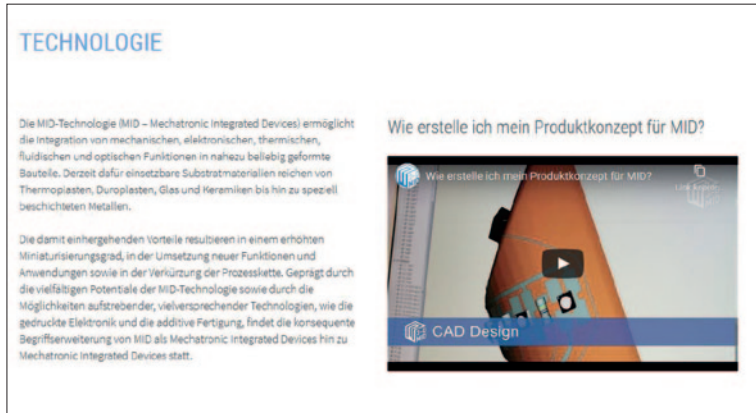 TECHNOLOGIE
Die MID-Technologie (MID – Mechatronic Integrated Devices) ermöglicht
die Integration von mechanischen, elektronischen, thermischen,
fluidischen und optischen Funktionen in nahezu beliebig geformte
Bauteile. Derzeit dafür einsetzbare Substratmaterialien reichen von
Thermoplasten, Duroplasten, Glas und Keramiken bis hin zu speziell
beschichteten Metallen.
Die damit einhergehenden Vorteile resultieren in einem erhöhten
Miniaturisierungsgrad, in der Umsetzung neuer Funktionen und
Anwendungen sowie in der Verkürzung der Prozesskette. Geprägt durch
die vielfältigen Potentiale der MID-Technologie sowie durch die
Möglichkeiten aufstrebender, vielversprechender Technologien, wie die
gedruckte Elektronik und die additive Fertigung, findet die konsequente
Begriffserweiterung von MID als Mechatronic Integrated Devices hin zu
Mechatronic Integrated Devices statt.
Wie erstelle ich mein Produktkonzept für MID?
Wie erstelle ich mein Produktkonzept für MID?
CAD Design